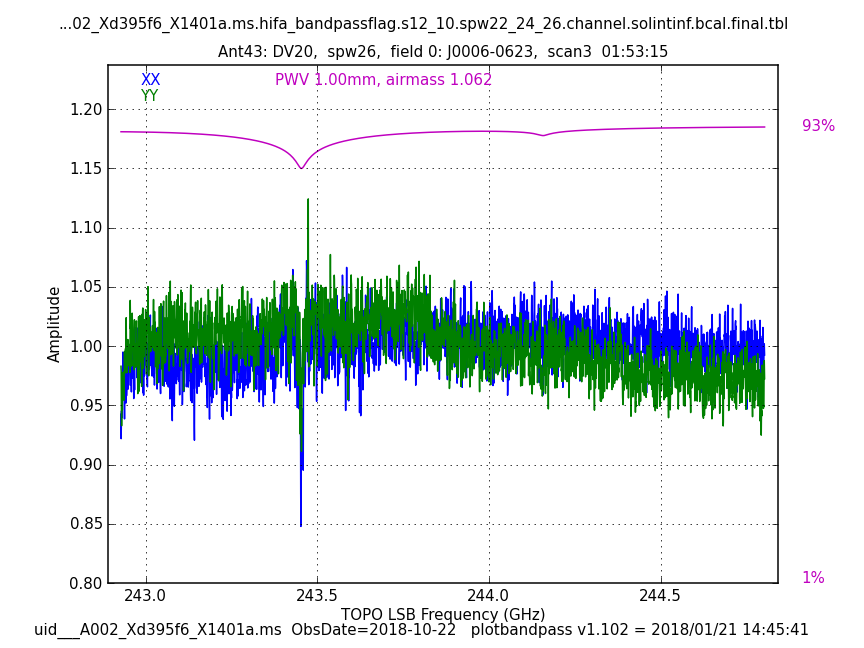 ...02_Xd395f6_X1401a.ms.hifa_bandpassflag.s12_10.spw22_24_26.channel.solintinf.bcal.final.tbl
Ant43: DV20,  spw26,  field 0: J0006-0623,  scan3  01:53:15
XX
PWV 1.00mm, airmass 1.062
YY
1.20
93%
1.15
1.10
1.05
Amplitude
1.00
0.95
0.90
0.85
0.80
1%
243.0 243.5 244.0 244.5
TOPO LSB Frequency (GHz)
uid___A002_Xd395f6_X1401a.ms  ObsDate=2018-10-22   plotbandpass v1.102 = 2018/01/21 14:45:41